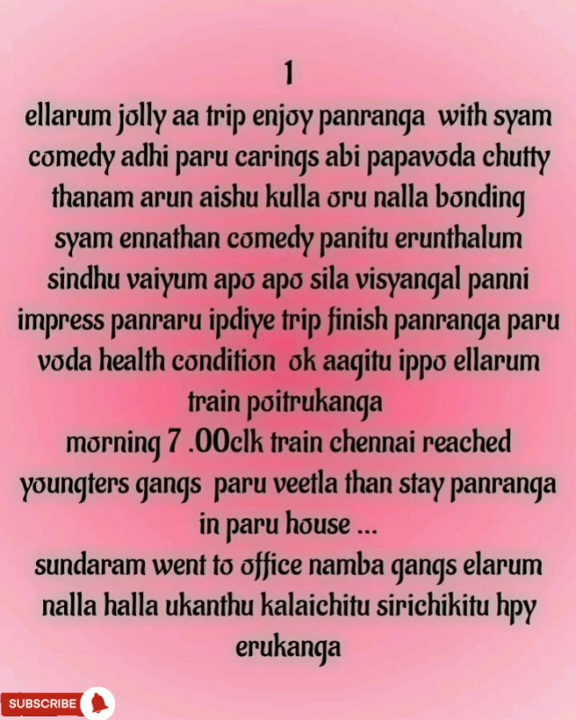 1
ellarum jolly aa trip enjoy panranga with syam
comedy adhi paru carings abi papavoda chutty
thanam arun aishu kulla oru nalla bonding
syam ennathan comedy panitu erunthalum
sindhu vaiyum apo apo sila visyangal panni
impress panraru ipdiye trip finish panranga paru
voda health condition ok aagitu ippo ellarum
train poitrukanga
morning 7 .00clk train chennai reached
youngters gangs paru veetla than stay panranga
in paru house ...
sundaram went to office namba gangs elarum
nalla halla ukanthu kalaichitu sirichikitu hpy
erukanga
SUBSCRIBE